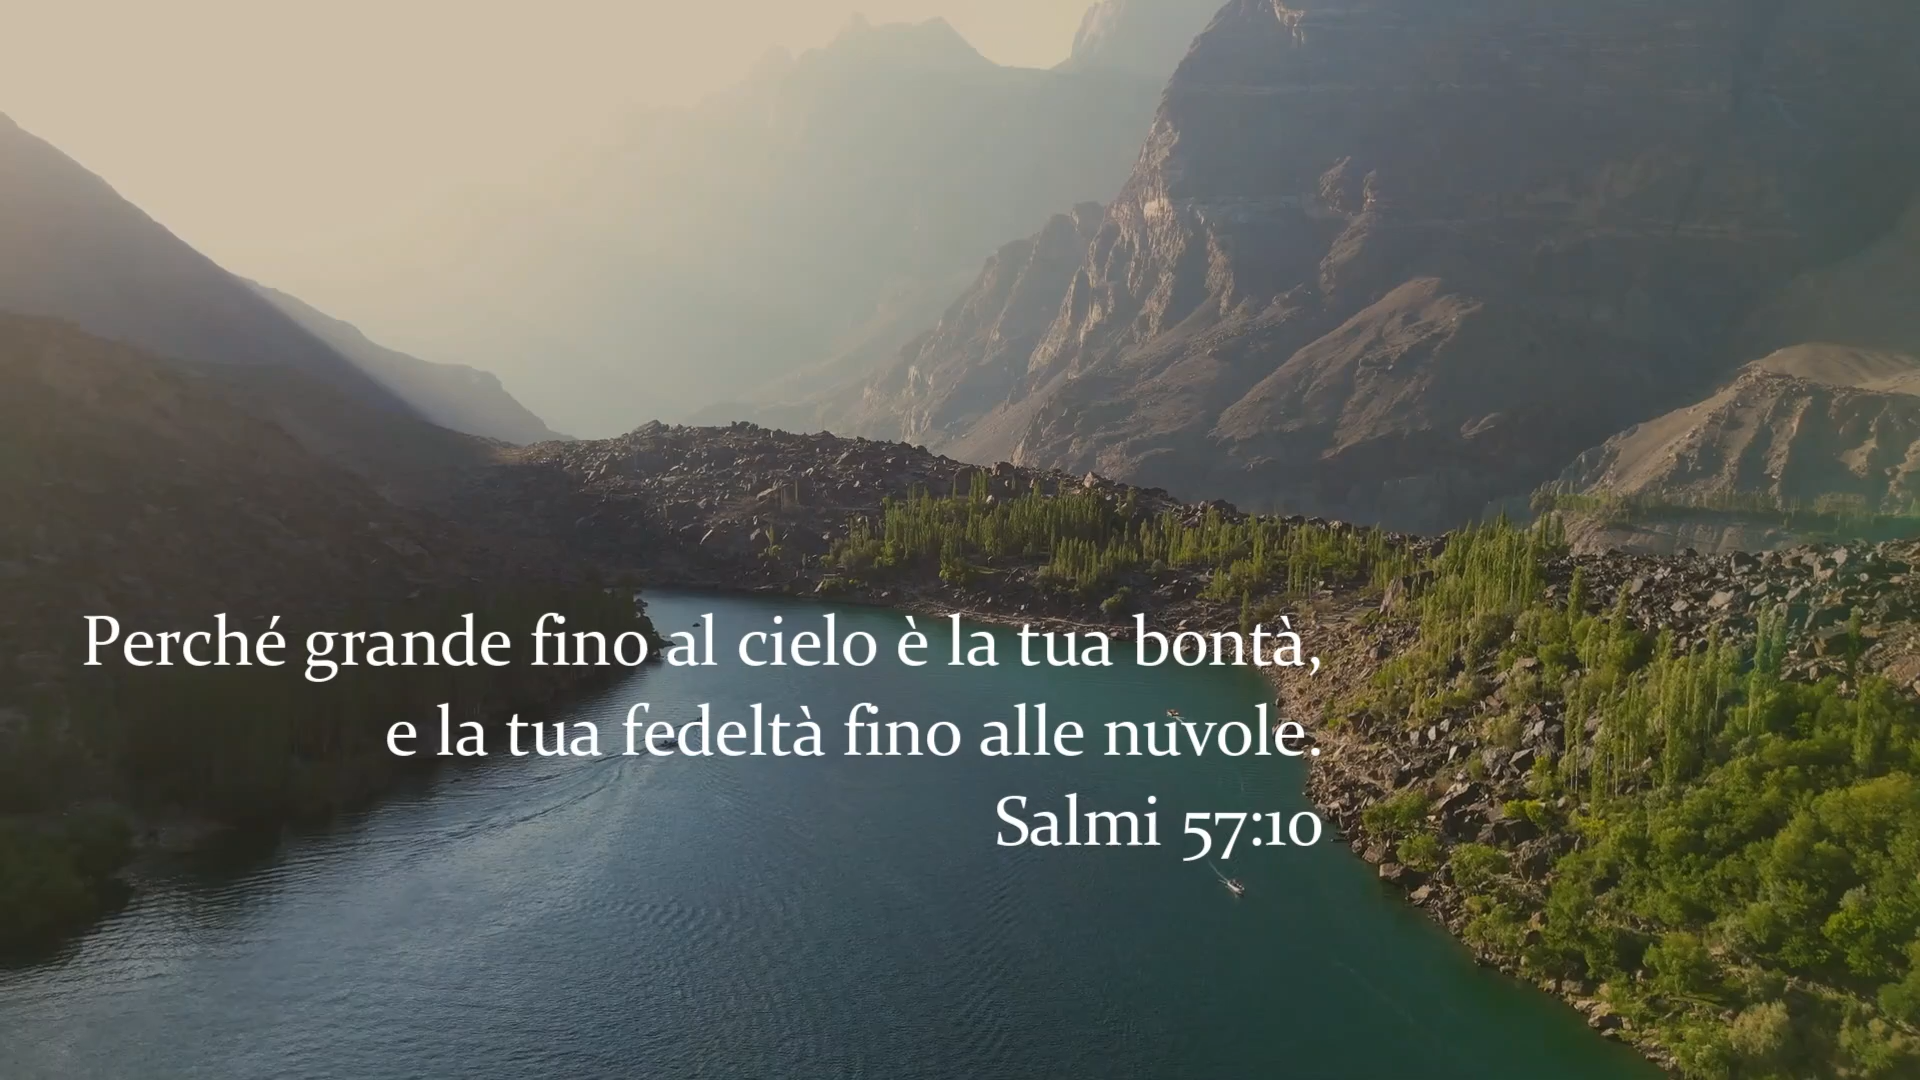 Perché grande fino al cielo è la tua bontà,
e la tua fedeltà fino alle nuvole.
Salmi 57:10